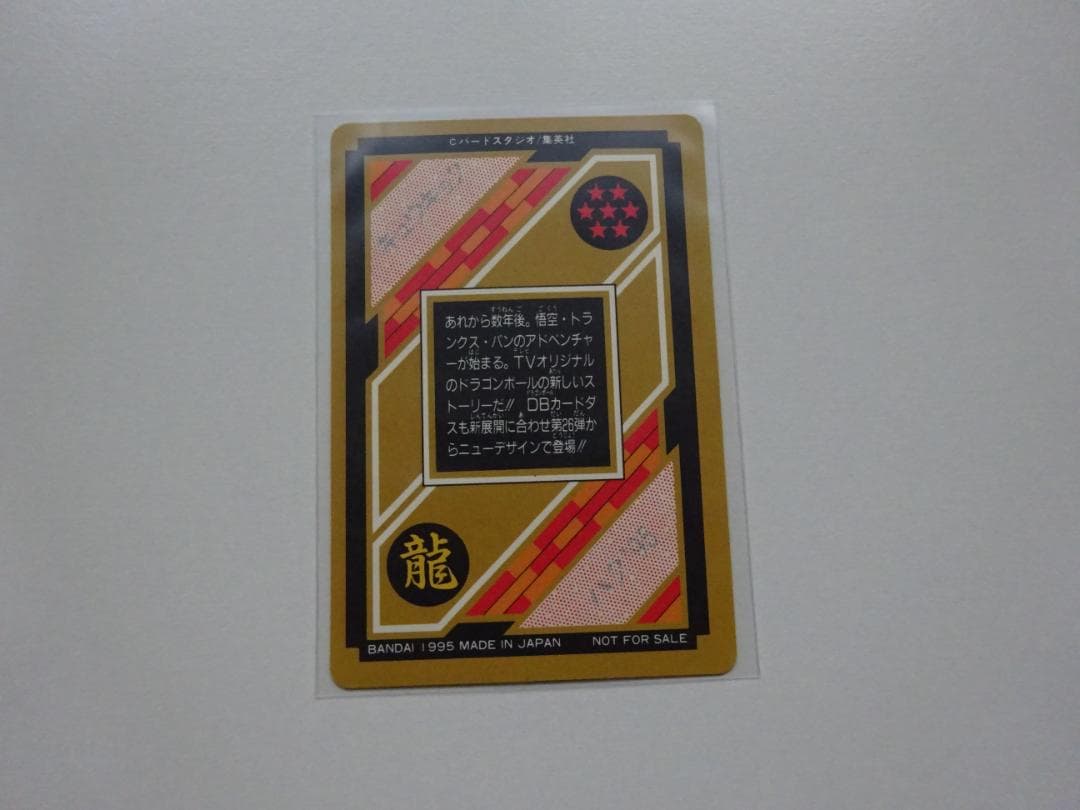 ©バードスタジオ/集英社
あれから数年後。悟空・トラ
ンクス・パンのアドベンチャ
ーが始まる。TVオリジナル
のドラゴンボールの新しいス
トーリーだ!! DBカードダ
スも新展開に合わせ第26弾か
らニューデザインで登場!!
龍
BANDAI 1995 MADE IN JAPAN NOT FOR SALE